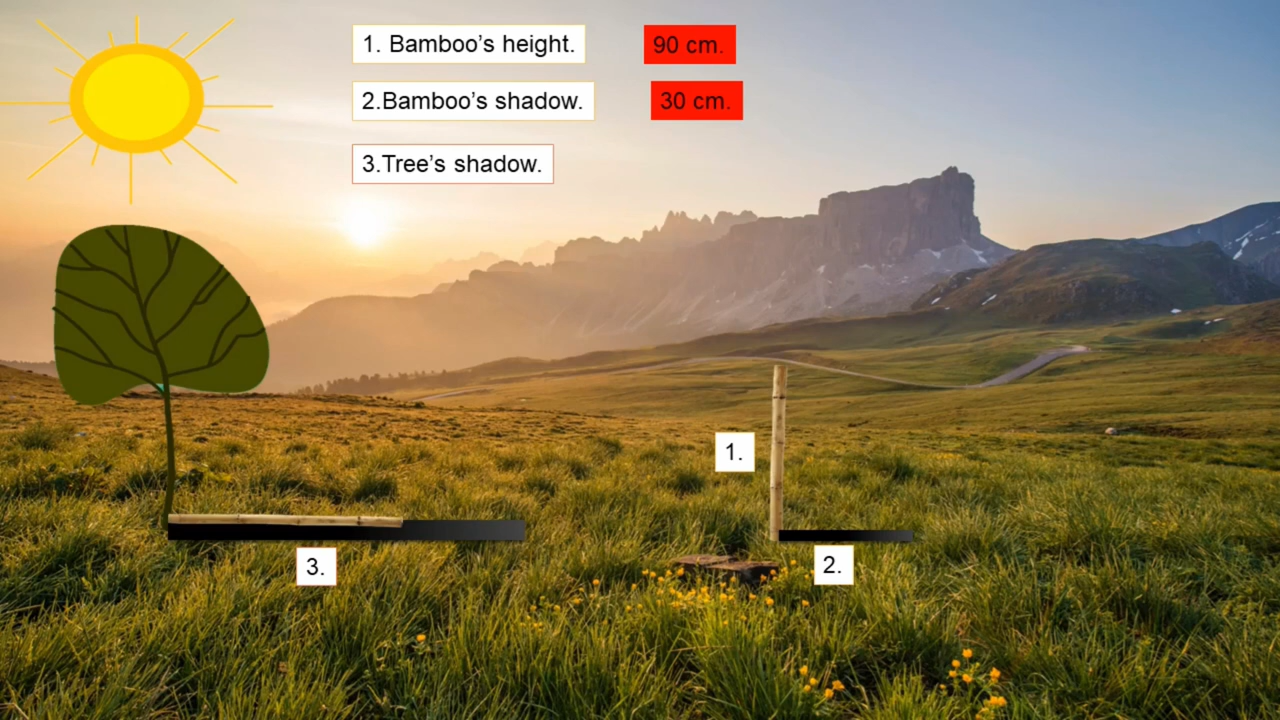 1. Bamboo’s height.
90 cm.
2.Bamboo’s shadow.
30 cm.
3.Tree’s shadow.
1.
3.
2.